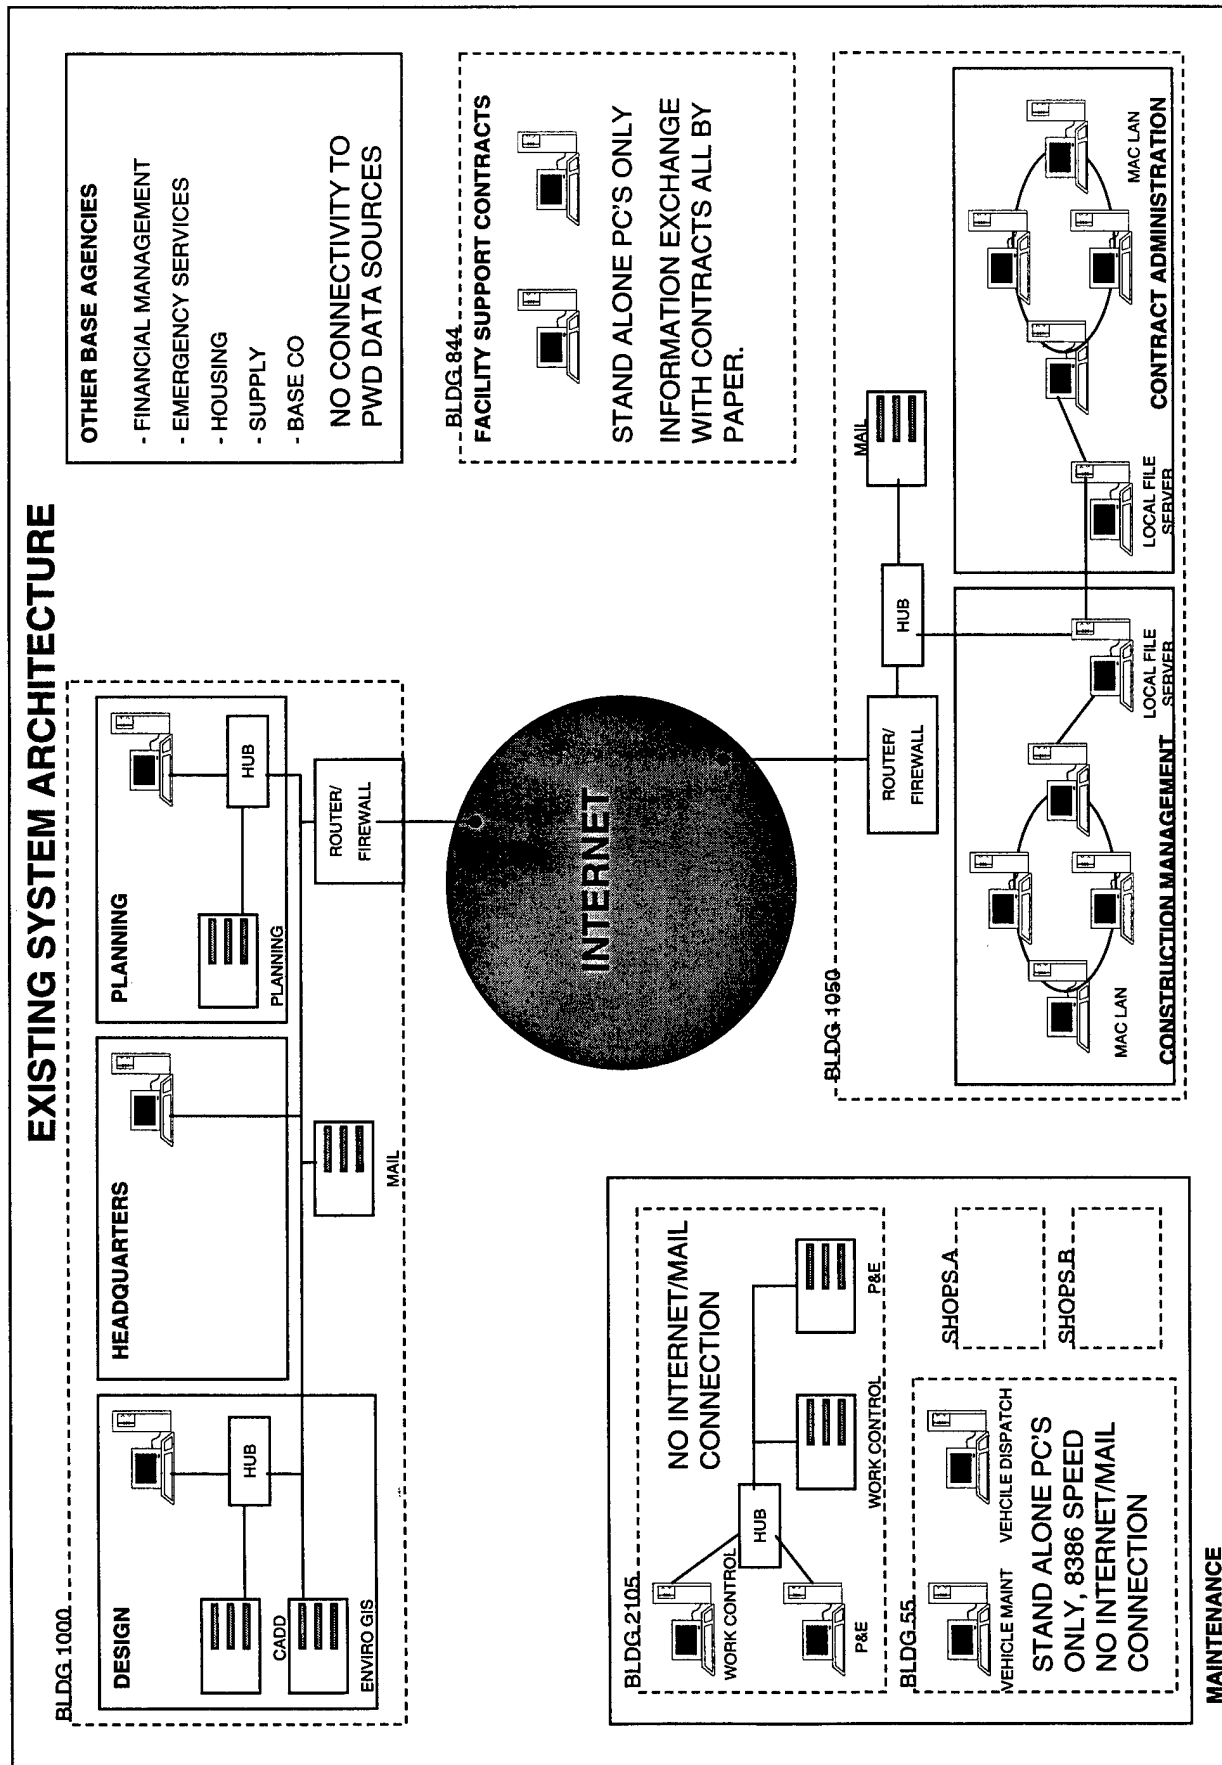 EXISTING SYSTEM ARCHITECTURE
BLDG 1000
DESIGN
HUB
CADD
ENVIRO GIS
HEADQUARTERS
MAIL
PLANNING
HUB
PLANNING
ROUTER/
FIREWALL
OTHER BASE AGENCIES
- FINANCIAL MANAGEMENT
- EMERGENCY SERVICES
- HOUSING
- SUPPLY
- BASE CO
NO CONNECTIVITY TO
PWD DATA SOURCES
INTERNET
BLDG 844
FACILITY SUPPORT CONTRACTS
STAND ALONE PC'S ONLY
INFORMATION EXCHANGE
WITH CONTRACTS ALL BY
PAPER.
BLDG 2105
NO INTERNET/MAIL
CONNECTION
WORK CONTROL
HUB
P&E
WORK CONTROL
P&E
BLDG 55
VEHICLE MAINT
VEHCILE DISPATCH
STAND ALONE PC'S
ONLY, 8386 SPEED
NO INTERNET/MAIL
CONNECTION
SHOPS A
SHOPS B
MAINTENANCE
BLDG 1050
ROUTER/
FIREWALL
HUB
MAIL
MAC LAN
LOCAL FILE
SERVER
CONSTRUCTION MANAGEMENT
LOCAL FILE
SERVER
MAC LAN
CONTRACT ADMINISTRATION